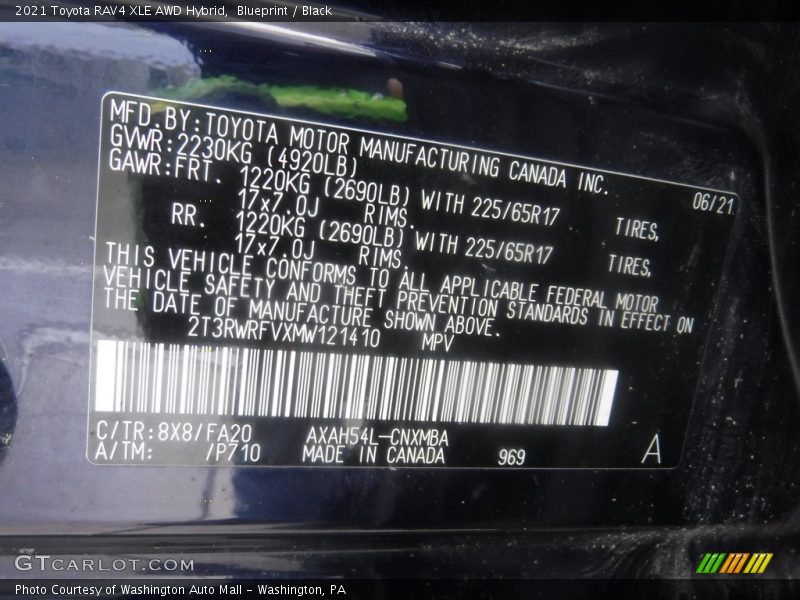 2021 Toyota RAV4 XLE AWD Hybrid,  Blueprint / Black
MFD.BY:TOYOTA MOTOR MANUFACTURING CANADA INC.
06/21
GVWR:2230KG (4920LB)
GAWR:FRT. 1220KG (2690LB) WITH 225/65R17 TIRES,
17x7.0J RIMS.
RR. 1220KG (2690LB) WITH 225/65R17 TIRES,
17x7.0J RIMS
THIS VEHICLE CONFORMS TO ALL APPLICABLE FEDERAL MOTOR
VEHICLE SAFETY AND THEFT PREVENTION STANDARDS IN EFFECT ON
THE DATE OF MANUFACTURE SHOWN ABOVE.
2T3RWRFVXMW121410 MPV
C/TR:8X8/FA20 AXAH54L-CNXMBA
A/TM: /P710 MADE IN CANADA 969 A
GTCARLOT.COM
Photo Courtesy of Washington Auto Mall - Washington, PA